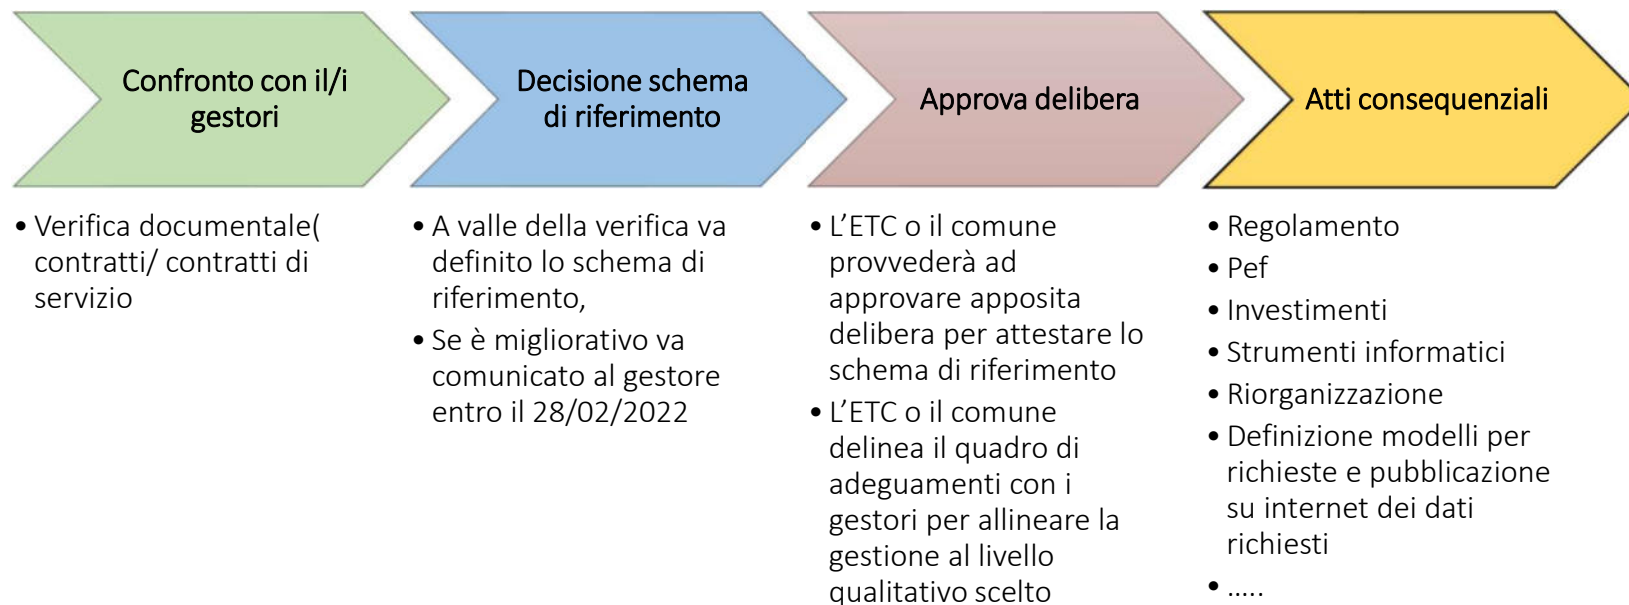 Confronto con il/i
gestori
Decisione schema
di riferimento
Approva delibera
Atti consequenziali
• Verifica documentale(
contratti/ contratti di
servizio
• A valle della verifica va
definito lo schema di
riferimento,
• Se è migliorativo va
comunicato al gestore
entro il 28/02/2022
• L’ETC o il comune
provvederà ad
approvare apposita
delibera per attestare lo
schema di riferimento
• L’ETC o il comune
delinea il quadro di
adeguamenti con i
gestori per allineare la
gestione al livello
qualitativo scelto
• Regolamento
• Pef
• Investimenti
• Strumenti informatici
• Riorganizzazione
• Definizione modelli per
richieste e pubblicazione
su internet dei dati
richiesti
• .....